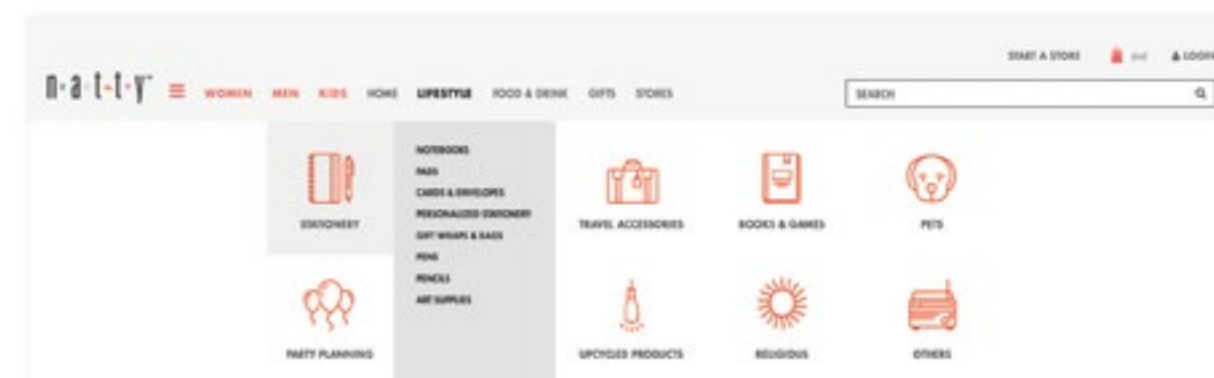 START A STORE LOGIN
n·a·t·t·y™ WOMEN MEN KIDS HOME LIFESTYLE FOOD & DRINK GIFTS STORES SEARCH
STATIONERY
NOTEBOOKS
PADS
CARDS & ENVELOPES
PERSONALIZED STATIONERY
GIFT WRAPS & BAGS
PENS
PENCILS
ART SUPPLIES
TRAVEL ACCESSORIES BOOKS & GAMES PETS
PARTY PLANNING UPCYCLED PRODUCTS RELIGIOUS OTHERS